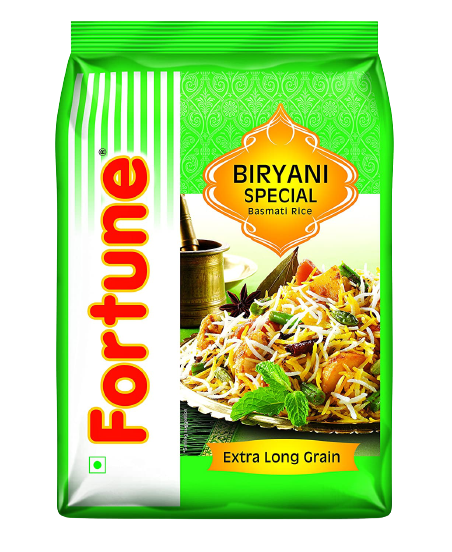 Fortune®
BIRYANI
SPECIAL
Basmati Rice
Extra Long Grain